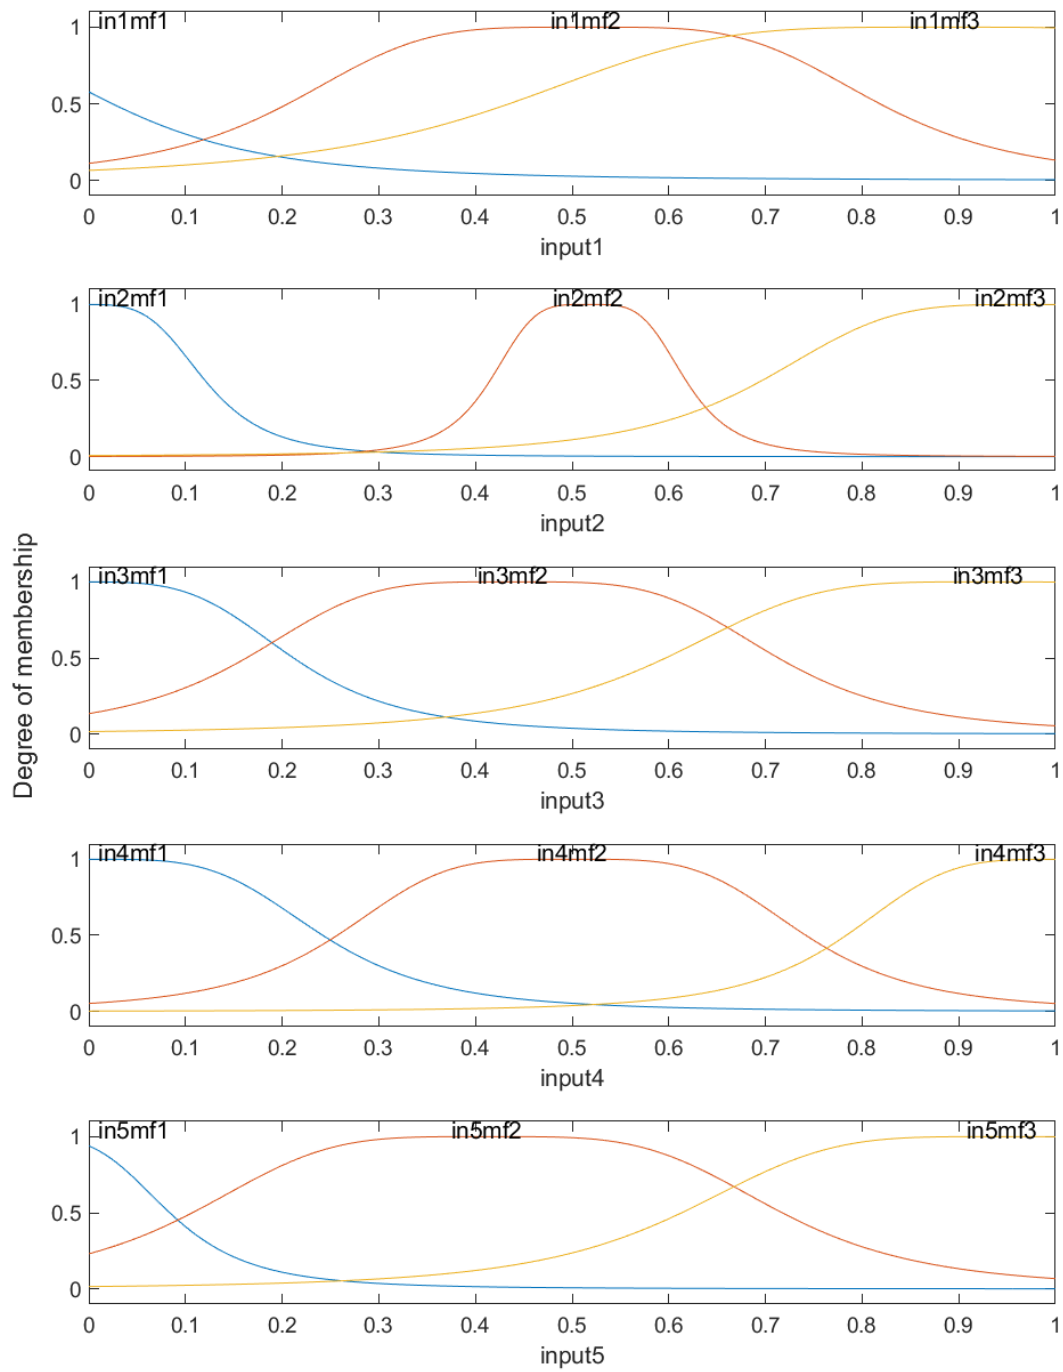 in1mf1 in1mf2 in1mf3
1
0.5
0
0 0.1 0.2 0.3 0.4 0.5 0.6 0.7 0.8 0.9 1
input1
in2mf1 in2mf2 in2mf3
1
0.5
0
0 0.1 0.2 0.3 0.4 0.5 0.6 0.7 0.8 0.9 1
input2
Degree of membership
in3mf1 in3mf2 in3mf3
1
0.5
0
0 0.1 0.2 0.3 0.4 0.5 0.6 0.7 0.8 0.9 1
input3
in4mf1 in4mf2 in4mf3
1
0.5
0
0 0.1 0.2 0.3 0.4 0.5 0.6 0.7 0.8 0.9 1
input4
in5mf1 in5mf2 in5mf3
1
0.5
0
0 0.1 0.2 0.3 0.4 0.5 0.6 0.7 0.8 0.9 1
input5